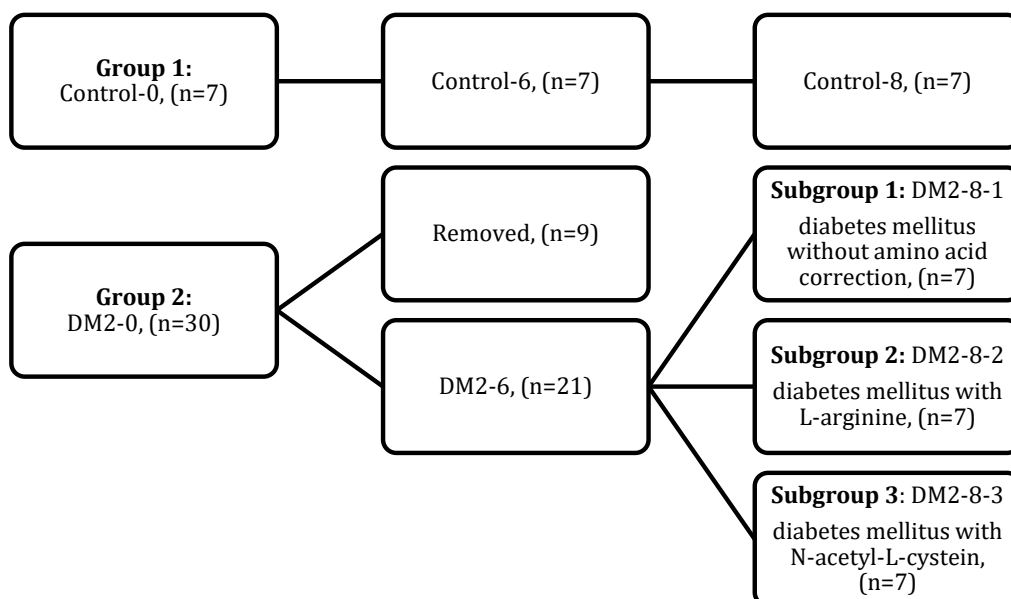 Group 1:
Control-0, (n=7)
Control-6, (n=7)
Control-8, (n=7)
Group 2:
DM2-0, (n=30)
Removed, (n=9)
DM2-6, (n=21)
Subgroup 1: DM2-8-1
diabetes mellitus
without amino acid
correction, (n=7)
Subgroup 2: DM2-8-2
diabetes mellitus with
L-arginine, (n=7)
Subgroup 3: DM2-8-3
diabetes mellitus with
N-acetyl-L-cystein,
(n=7)